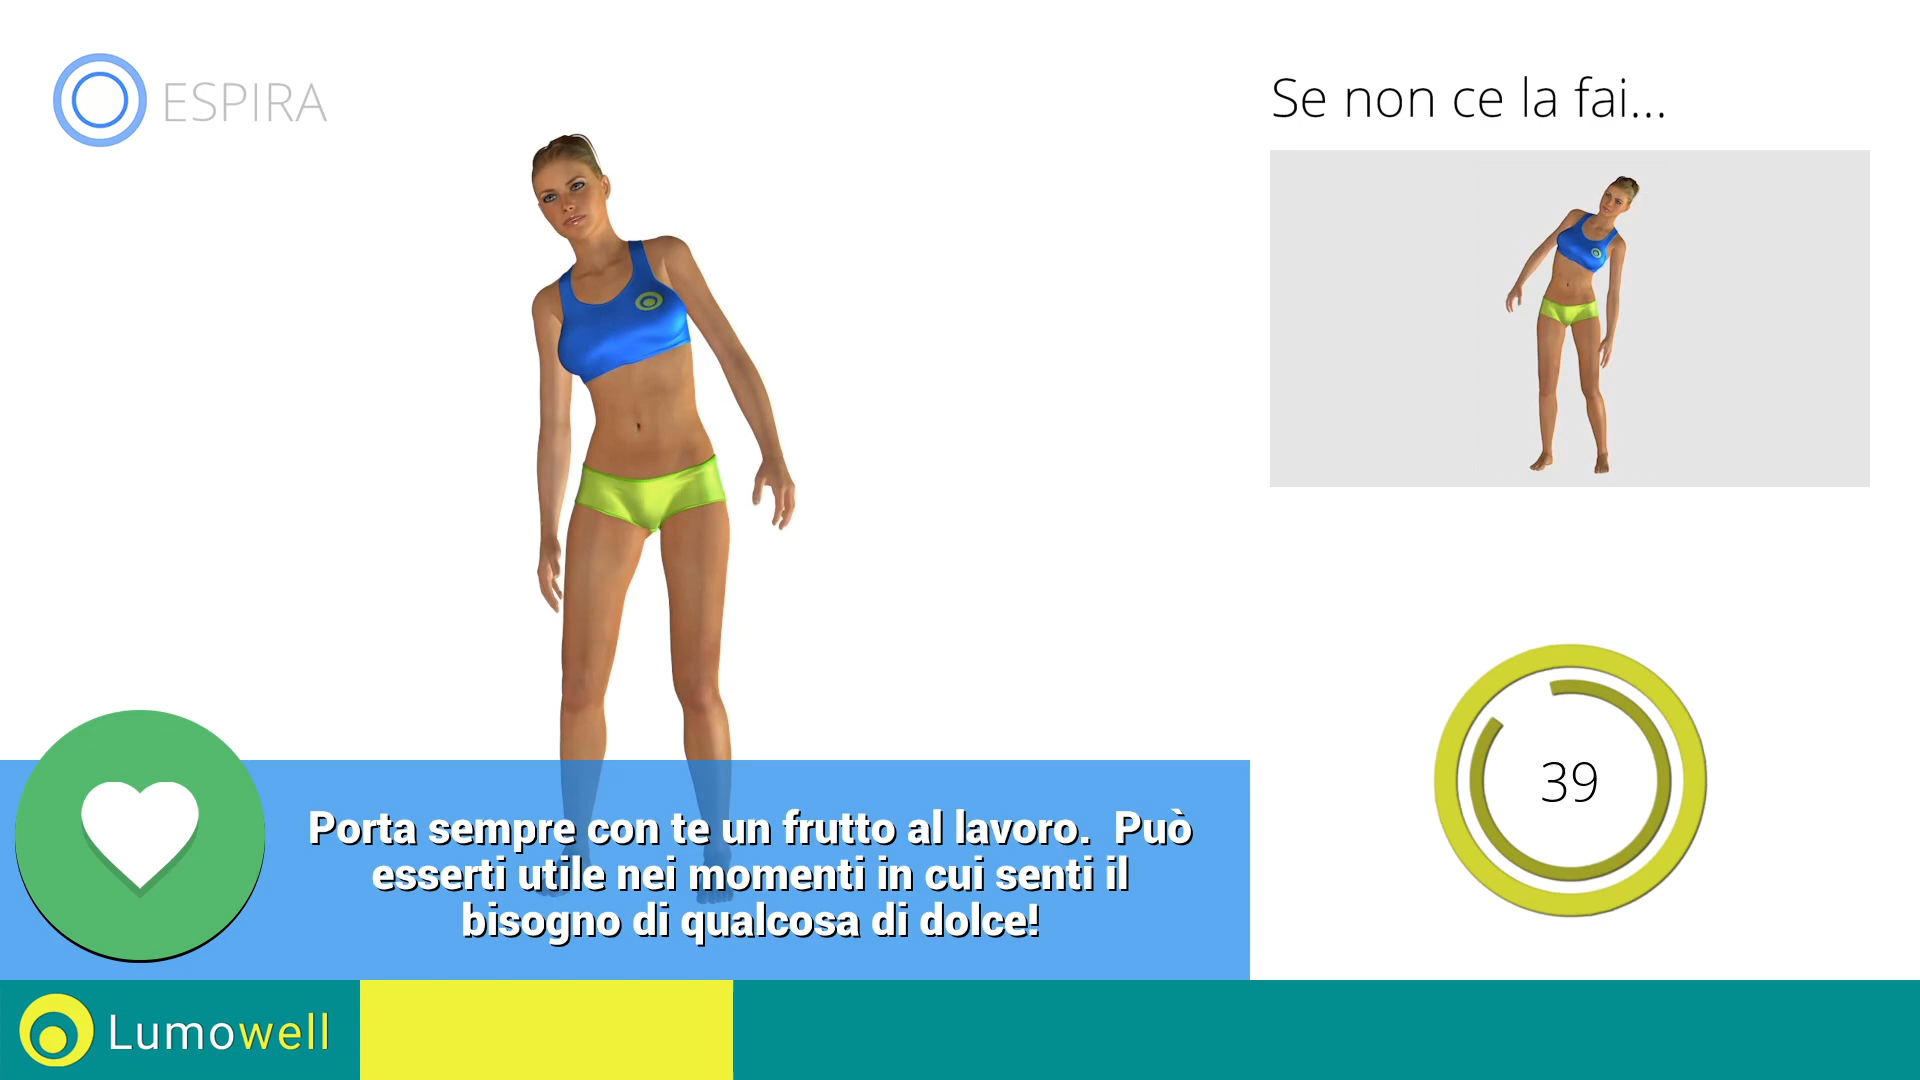 ESPIRA
Se non ce la fai...
39
Porta sempre con te un frutto al lavoro. Può
esserti utile nei momenti in cui senti il
bisogno di qualcosa di dolce!
Lumowell